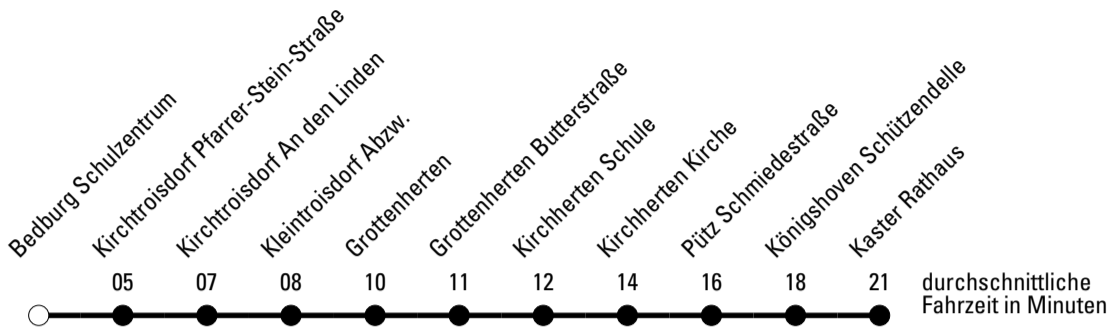 Bedburg Schulzentrum
Kirchtroisdorf Pfarrer-Stein-Straße
Kirchtroisdorf An den Linden
Kleintroisdorf Abzw.
Grottenherten
Grottenherten Butterstraße
Kirchherten Schule
Kirchherten Kirche
Pütz Schmiedestraße
Königshoven Schützendelle
Kaster Rathaus
05 07 08 10 11 12 14 16 18 21 durchschnittliche
Fahrzeit in Minuten